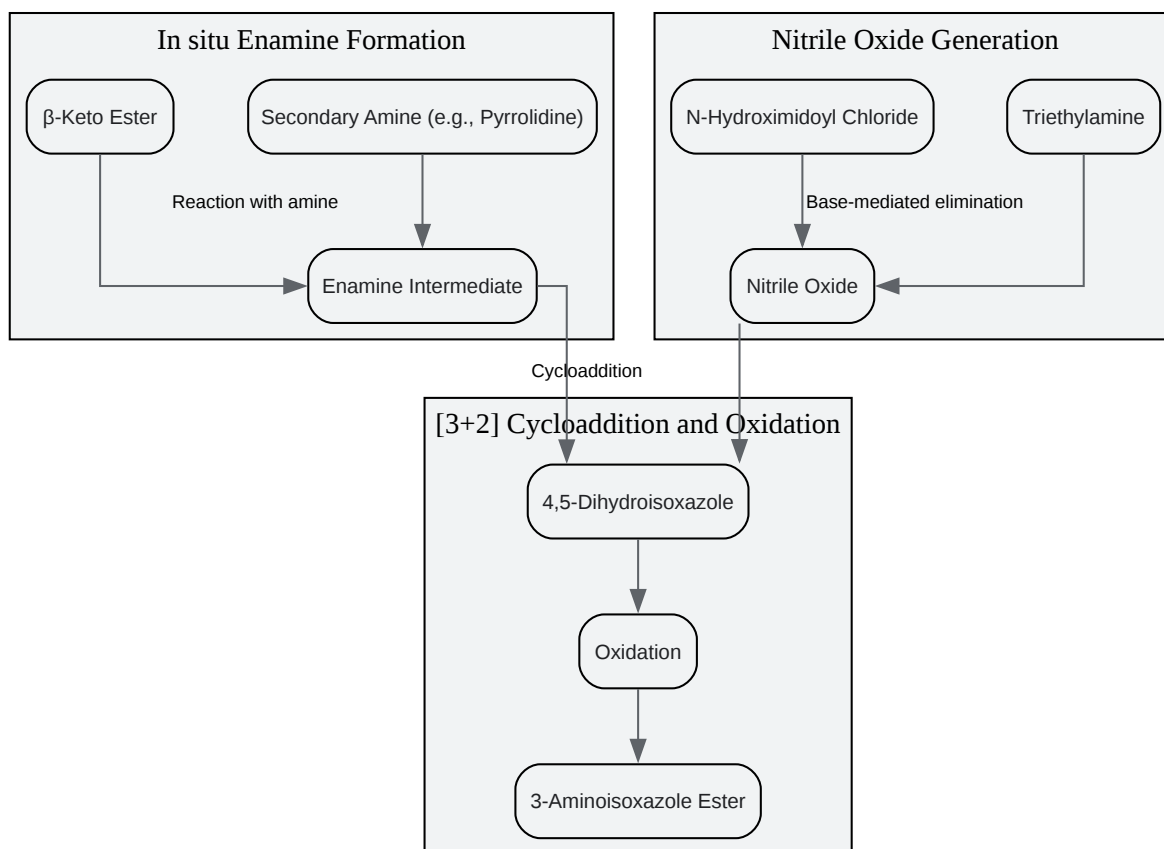 In situ Enamine Formation
Nitrile Oxide Generation
β-Keto Ester
Secondary Amine (e.g., Pyrrolidine)
N-Hydroximidoyl Chloride
Triethylamine
Reaction with amine
Base-mediated elimination
Enamine Intermediate
Nitrile Oxide
Cycloaddition
[3+2] Cycloaddition and Oxidation
4,5-Dihydroisoxazole
Oxidation
3-Aminoisoxazole Ester